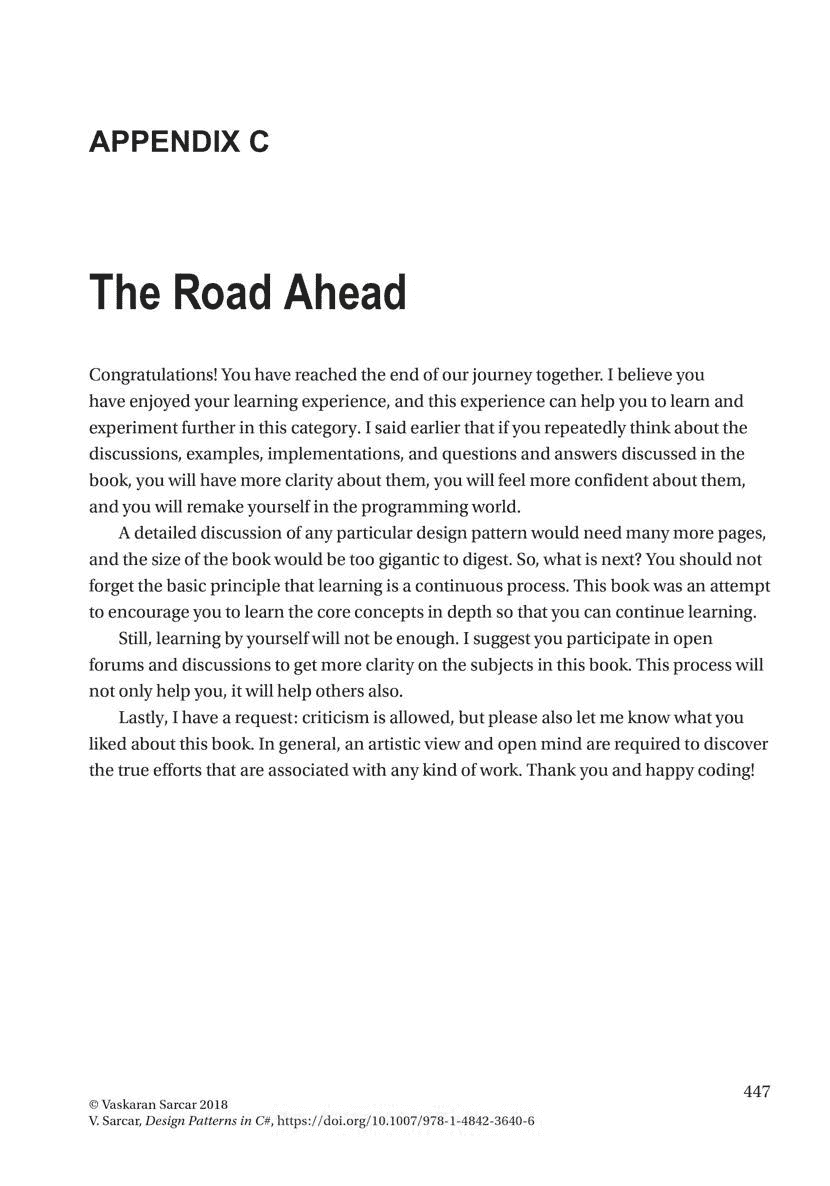 APPENDIX C
The Road Ahead
Congratulations! You have reached the end of our journey together. I believe you
have enjoyed your learning experience, and this experience can help you to learn and
experiment further in this category. I said earlier that if you repeatedly think about the
discussions, examples, implementations, and questions and answers discussed in the
book, you will have more clarity about them, you will feel more confident about them,
and you will remake yourself in the programming world.
A detailed discussion of any particular design pattern would need many more pages,
and the size of the book would be too gigantic to digest. So, what is next? You should not
forget the basic principle that learning is a continuous process. This book was an attempt
to encourage you to learn the core concepts in depth so that you can continue learning.
Still, learning by yourself will not be enough. I suggest you participate in open
forums and discussions to get more clarity on the subjects in this book. This process will
not only help you, it will help others also.
Lastly, I have a request: criticism is allowed, but please also let me know what you
liked about this book. In general, an artistic view and open mind are required to discover
the true efforts that are associated with any kind of work. Thank you and happy coding!
447
© Vaskaran Sarcar 2018
V. Sarcar, Design Patterns in C#, https://doi.org/10.1007/978-1-4842-3640-6